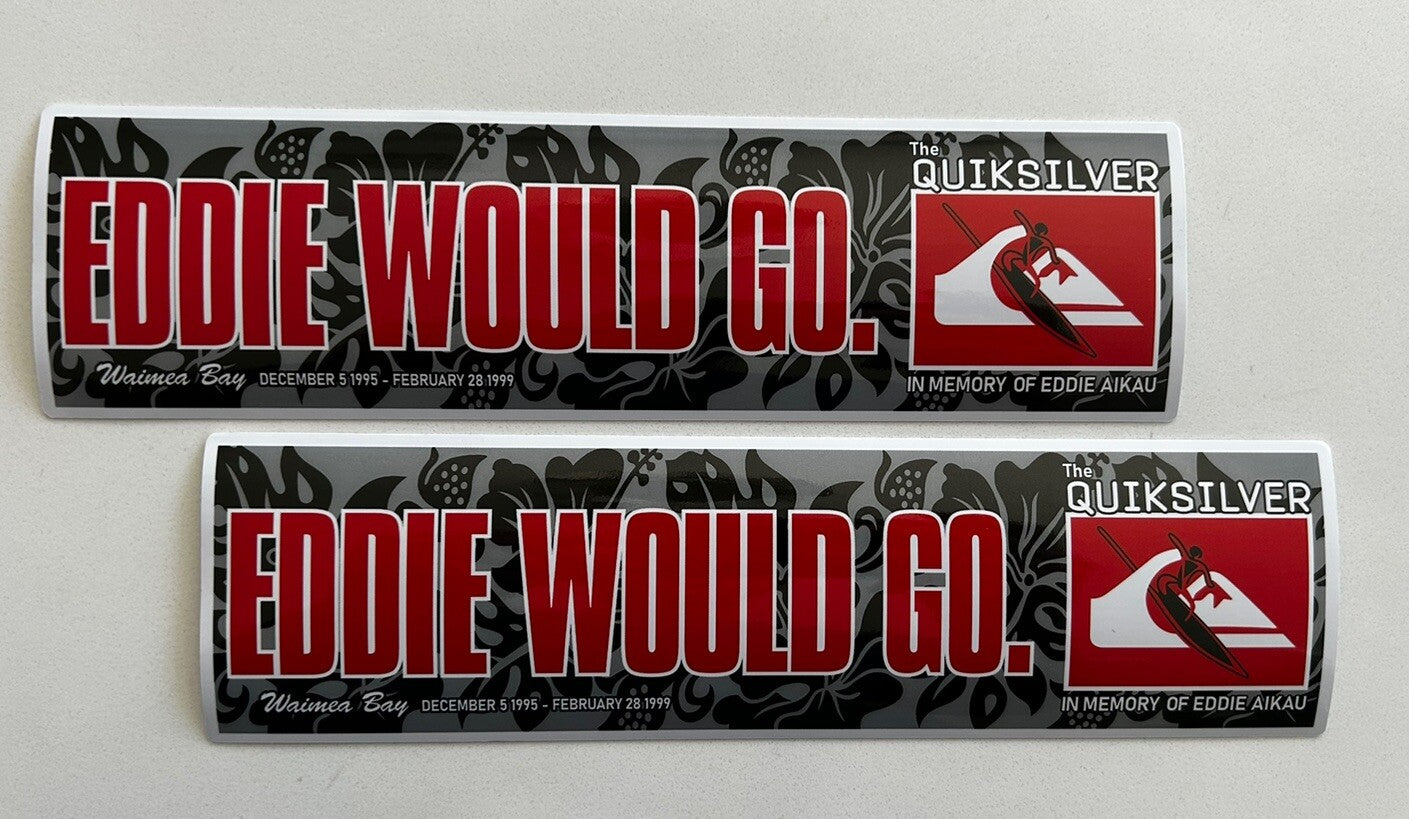 EDDIE WOULD GO.
The
QUIKSILVER
Waimea Bay DECEMBER 5 1995 - FEBRUARY 28 1999
IN MEMORY OF EDDIE AIKAU
EDDIE WOULD GO.
The
QUIKSILVER
Waimea Bay DECEMBER 5 1995 - FEBRUARY 28 1999
IN MEMORY OF EDDIE AIKAU